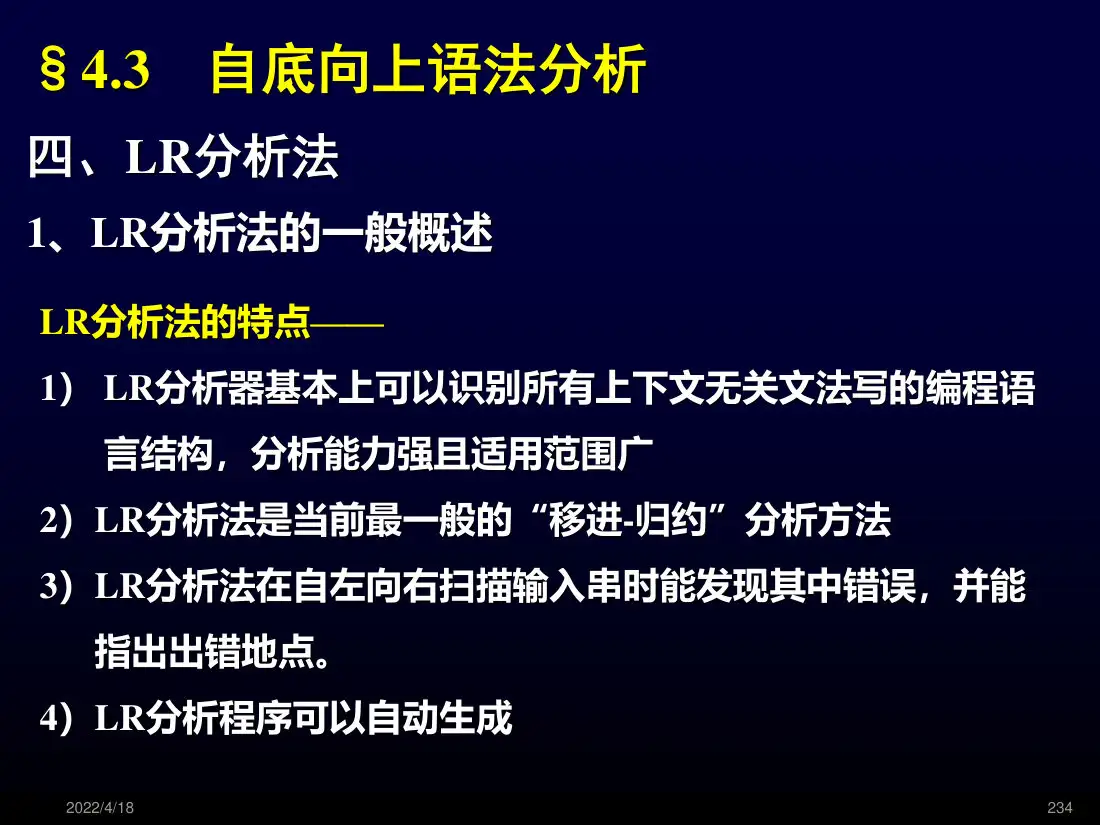 §4.3 自底向上语法分析
四、LR分析法
1、LR分析法的一般概述
LR分析法的特点——
1） LR分析器基本上可以识别所有上下文无关文法写的编程语
言结构，分析能力强且适用范围广
2）LR分析法是当前最一般的“移进-归约”分析方法
3）LR分析法在自左向右扫描输入串时能发现其中错误，并能
指出出错地点。
4）LR分析程序可以自动生成
2022/4/18
234